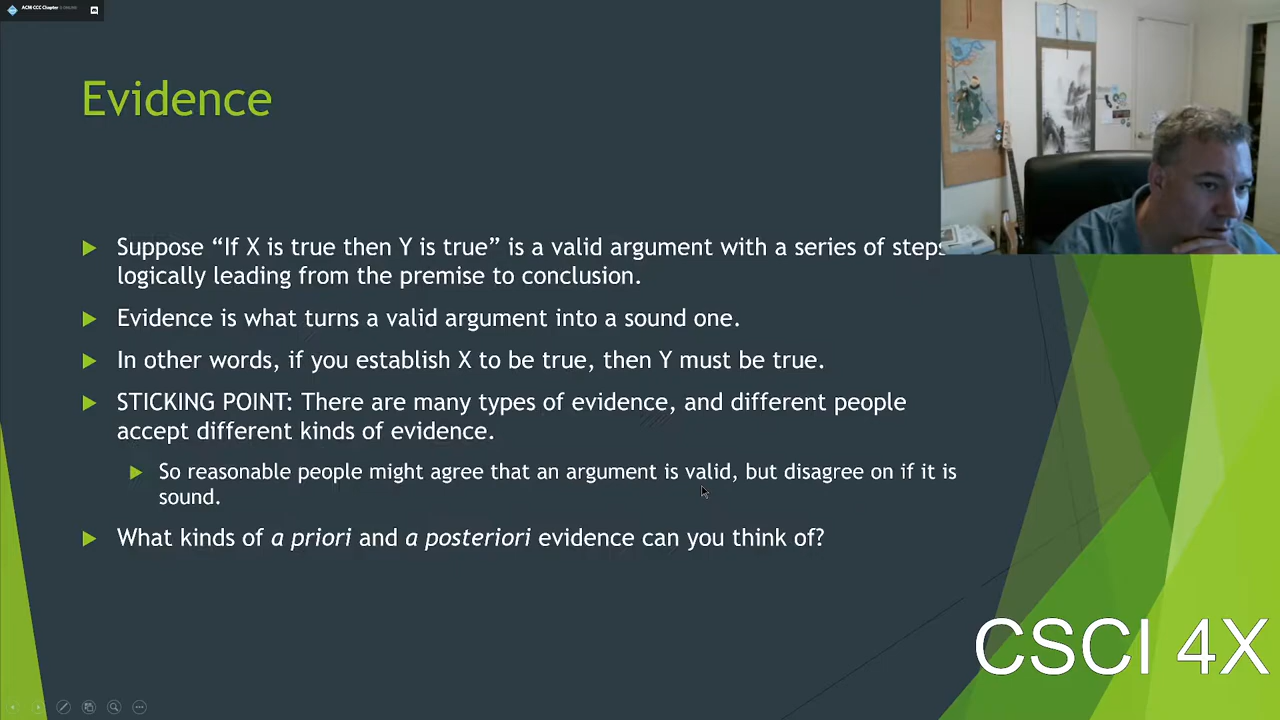 ACM CCC Chapter
Evidence
Suppose “If X is true then Y is true” is a valid argument with a series of steps
logically leading from the premise to conclusion.
Evidence is what turns a valid argument into a sound one.
In other words, if you establish X to be true, then Y must be true.
STICKING POINT: There are many types of evidence, and different people
accept different kinds of evidence.
So reasonable people might agree that an argument is valid, but disagree on if it is
sound.
What kinds of a priori and a posteriori evidence can you think of?
CSCI 4X